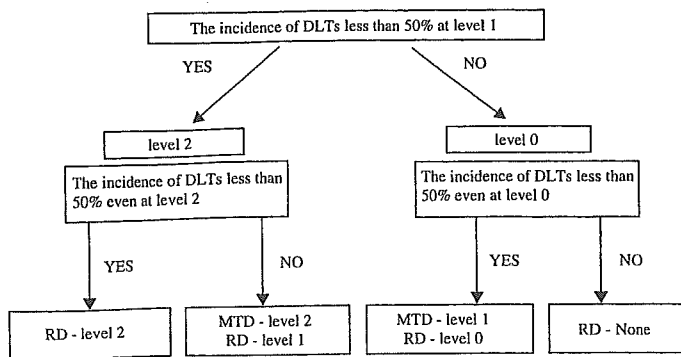 The incidence of DLTs less than 50% at level 1
YES
NO
level 2
level 0
The incidence of DLTs less than
50% even at level 2
The incidence of DLTs less than
50% even at level 0
YES
NO
YES
NO
RD - level 2
MTD - level 2
RD - level 1
MTD - level 1
RD - level 0
RD - None